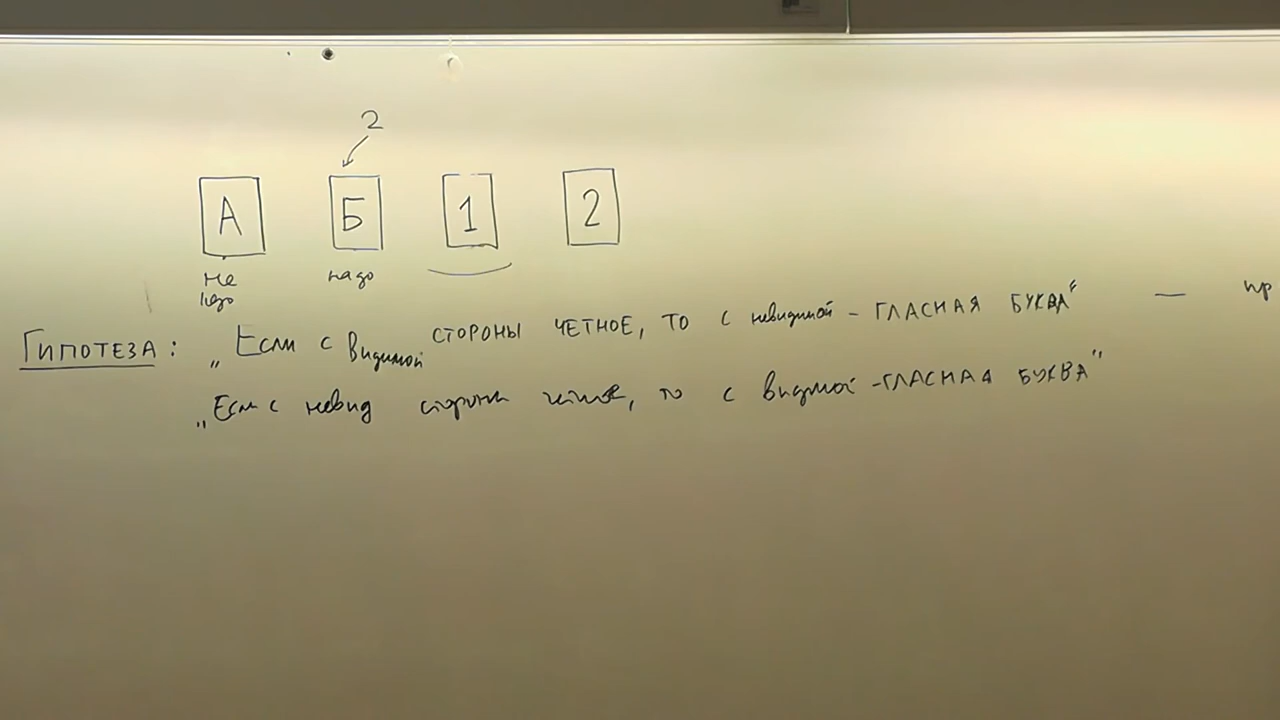 2
А Б 1 2
не надо
надо
Гипотеза: „Если с видимой стороны четное, то с невидимой - гласная буква“ — пр
„Если с невид стороны четное, то с видимой - гласная буква“